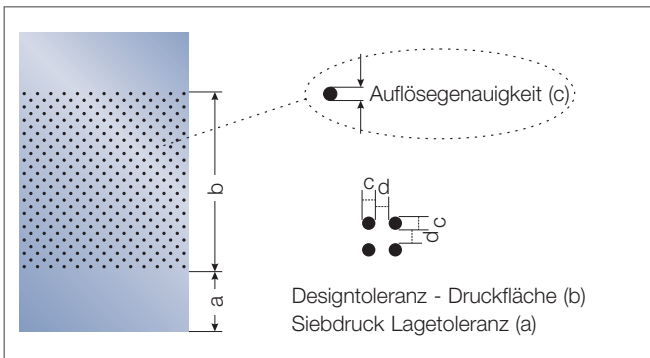 Auflösegenauigkeit (c)
b
a
c d
c
d
Designtoleranz - Druckfläche (b)
Siebdruck Lagetoleranz (a)